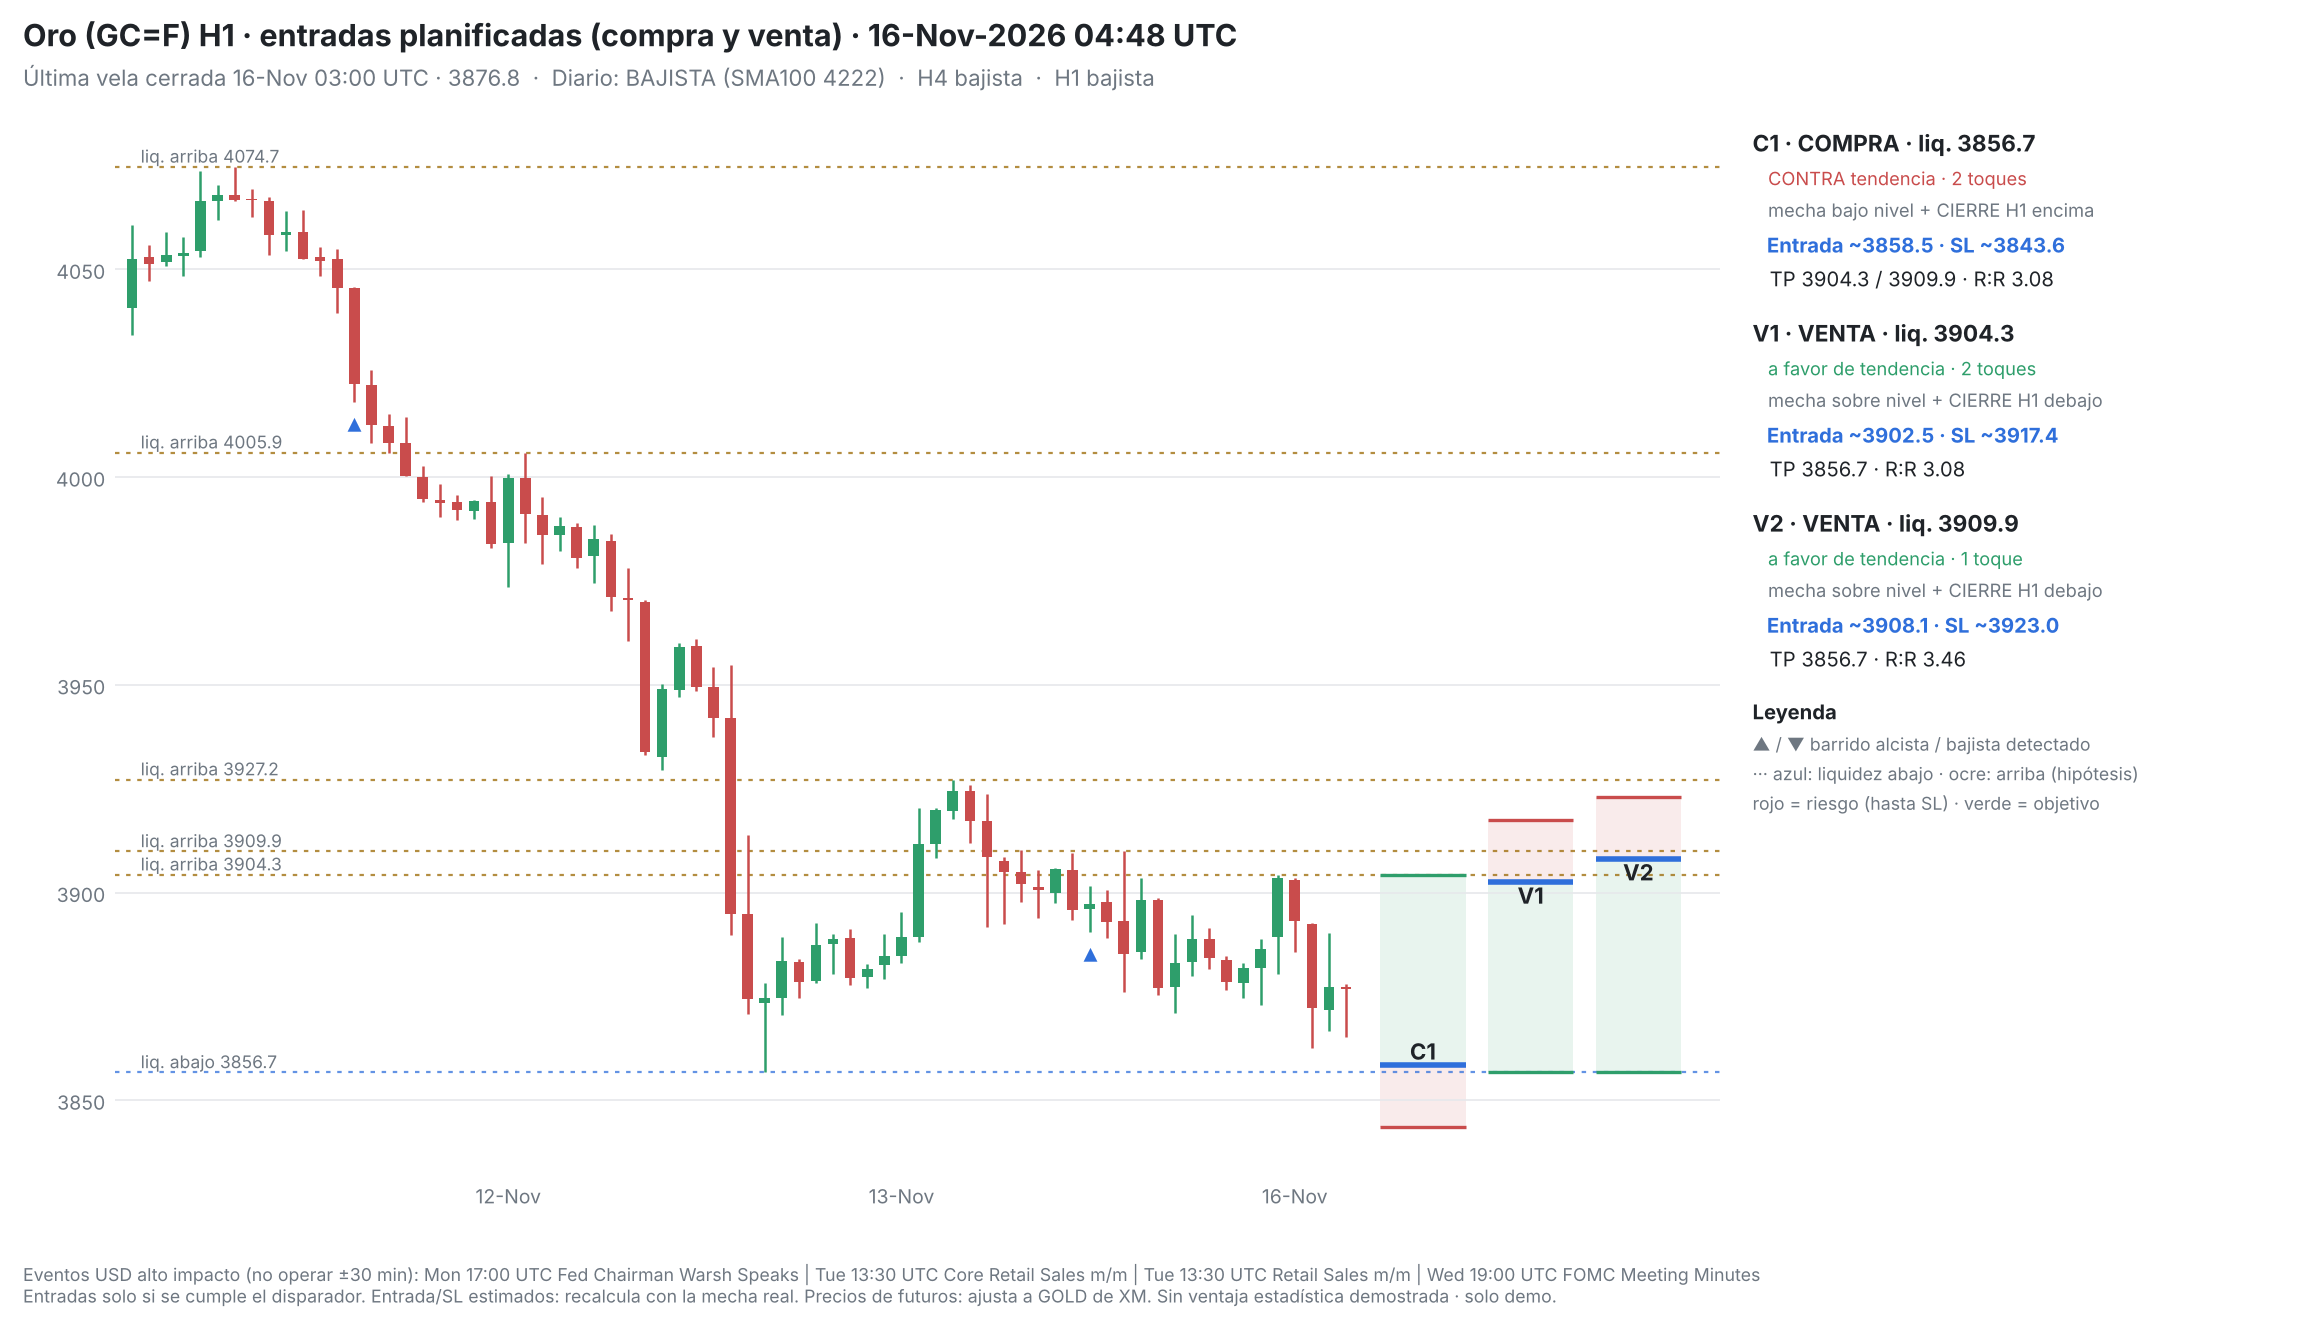 Oro (GC=F) H1 · entradas planificadas (compra y venta) · 16-Nov-2026 04:48 UTC
Última vela cerrada 16-Nov 03:00 UTC · 3876.8 · Diario: BAJISTA (SMA100 4222) · H4 bajista · H1 bajista
liq. arriba 4074.7
4050
liq. arriba 4005.9
4000
3950
liq. arriba 3927.2
liq. arriba 3909.9
liq. arriba 3904.3
3900
liq. abajo 3856.7
3850
C1
V1
V2
12-Nov
13-Nov
16-Nov
C1 · COMPRA · liq. 3856.7
CONTRA tendencia · 2 toques
mecha bajo nivel + CIERRE H1 encima
Entrada ~3858.5 · SL ~3843.6
TP 3904.3 / 3909.9 · R:R 3.08
V1 · VENTA · liq. 3904.3
a favor de tendencia · 2 toques
mecha sobre nivel + CIERRE H1 debajo
Entrada ~3902.5 · SL ~3917.4
TP 3856.7 · R:R 3.08
V2 · VENTA · liq. 3909.9
a favor de tendencia · 1 toque
mecha sobre nivel + CIERRE H1 debajo
Entrada ~3908.1 · SL ~3923.0
TP 3856.7 · R:R 3.46
Leyenda
▲ / ▼ barrido alcista / bajista detectado
··· azul: liquidez abajo · ocre: arriba (hipótesis)
rojo = riesgo (hasta SL) · verde = objetivo
Eventos USD alto impacto (no operar ±30 min): Mon 17:00 UTC Fed Chairman Warsh Speaks | Tue 13:30 UTC Core Retail Sales m/m | Tue 13:30 UTC Retail Sales m/m | Wed 19:00 UTC FOMC Meeting Minutes
Entradas solo si se cumple el disparador. Entrada/SL estimados: recalcula con la mecha real. Precios de futuros: ajusta a GOLD de XM. Sin ventaja estadística demostrada · solo demo.